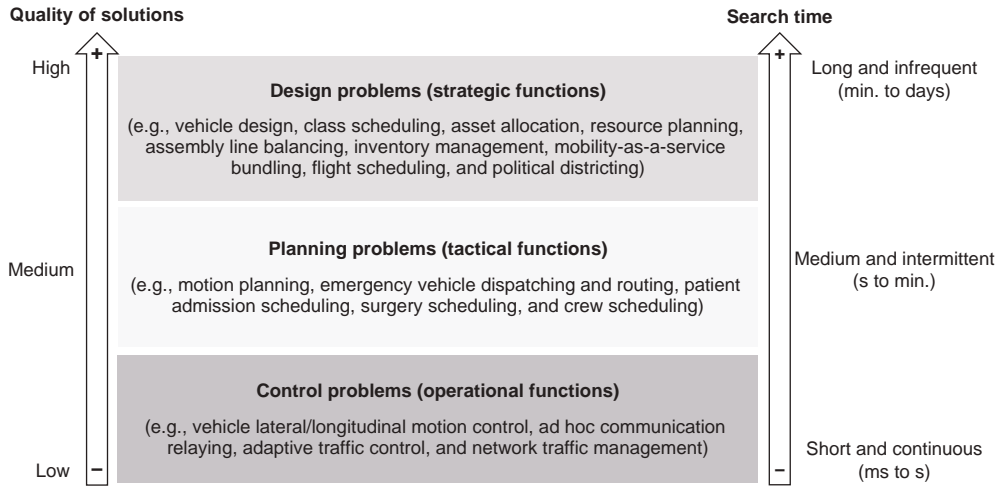 Quality of solutions
Search time
+
+
High
Long and infrequent
(min. to days)
Design problems (strategic functions)
(e.g., vehicle design, class scheduling, asset allocation, resource planning,
assembly line balancing, inventory management, mobility-as-a-service
bundling, flight scheduling, and political districting)
Medium
Medium and intermittent
(s to min.)
Planning problems (tactical functions)
(e.g., motion planning, emergency vehicle dispatching and routing, patient
admission scheduling, surgery scheduling, and crew scheduling)
Control problems (operational functions)
(e.g., vehicle lateral/longitudinal motion control, ad hoc communication
relaying, adaptive traffic control, and network traffic management)
Low
–
–
Short and continuous
(ms to s)